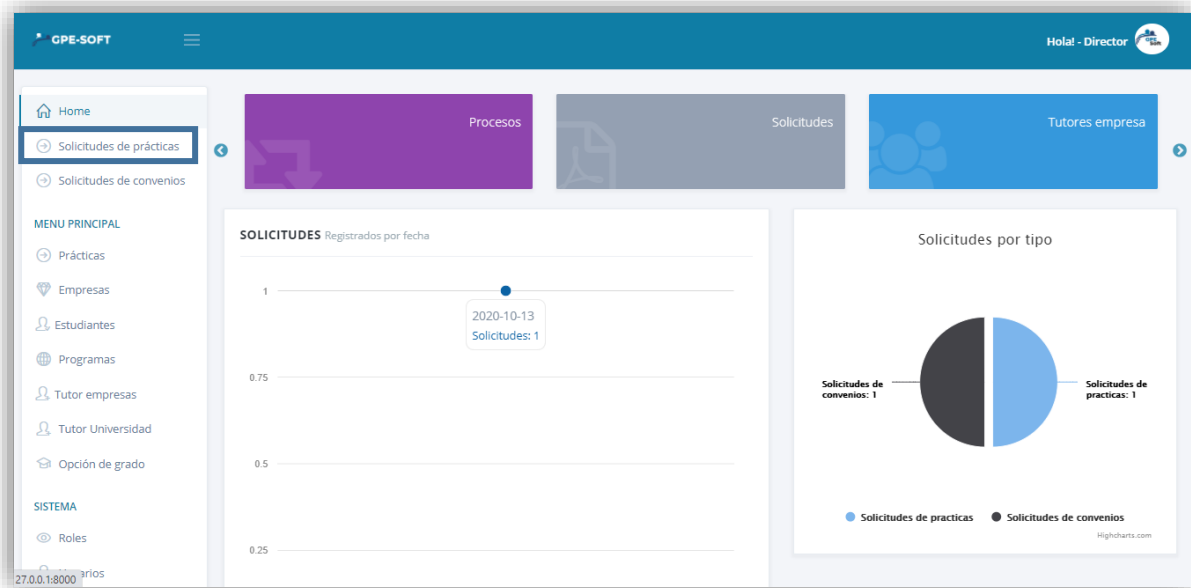 GPE-SOFT
Hola! - Director
GPE
Soft
Home
Solicitudes de prácticas
Solicitudes de convenios
MENU PRINCIPAL
Prácticas
Empresas
Estudiantes
Programas
Tutor empresas
Tutor Universidad
Opción de grado
SISTEMA
Roles
27.0.0.1:8000
arios
Procesos
Solicitudes
Tutores empresa
SOLICITUDES Registrados por fecha
1
2020-10-13
Solicitudes: 1
0.75
0.5
0.25
Solicitudes por tipo
Solicitudes de
convenios: 1
Solicitudes de
practicas: 1
Solicitudes de practicas
Solicitudes de convenios
Highcharts.com